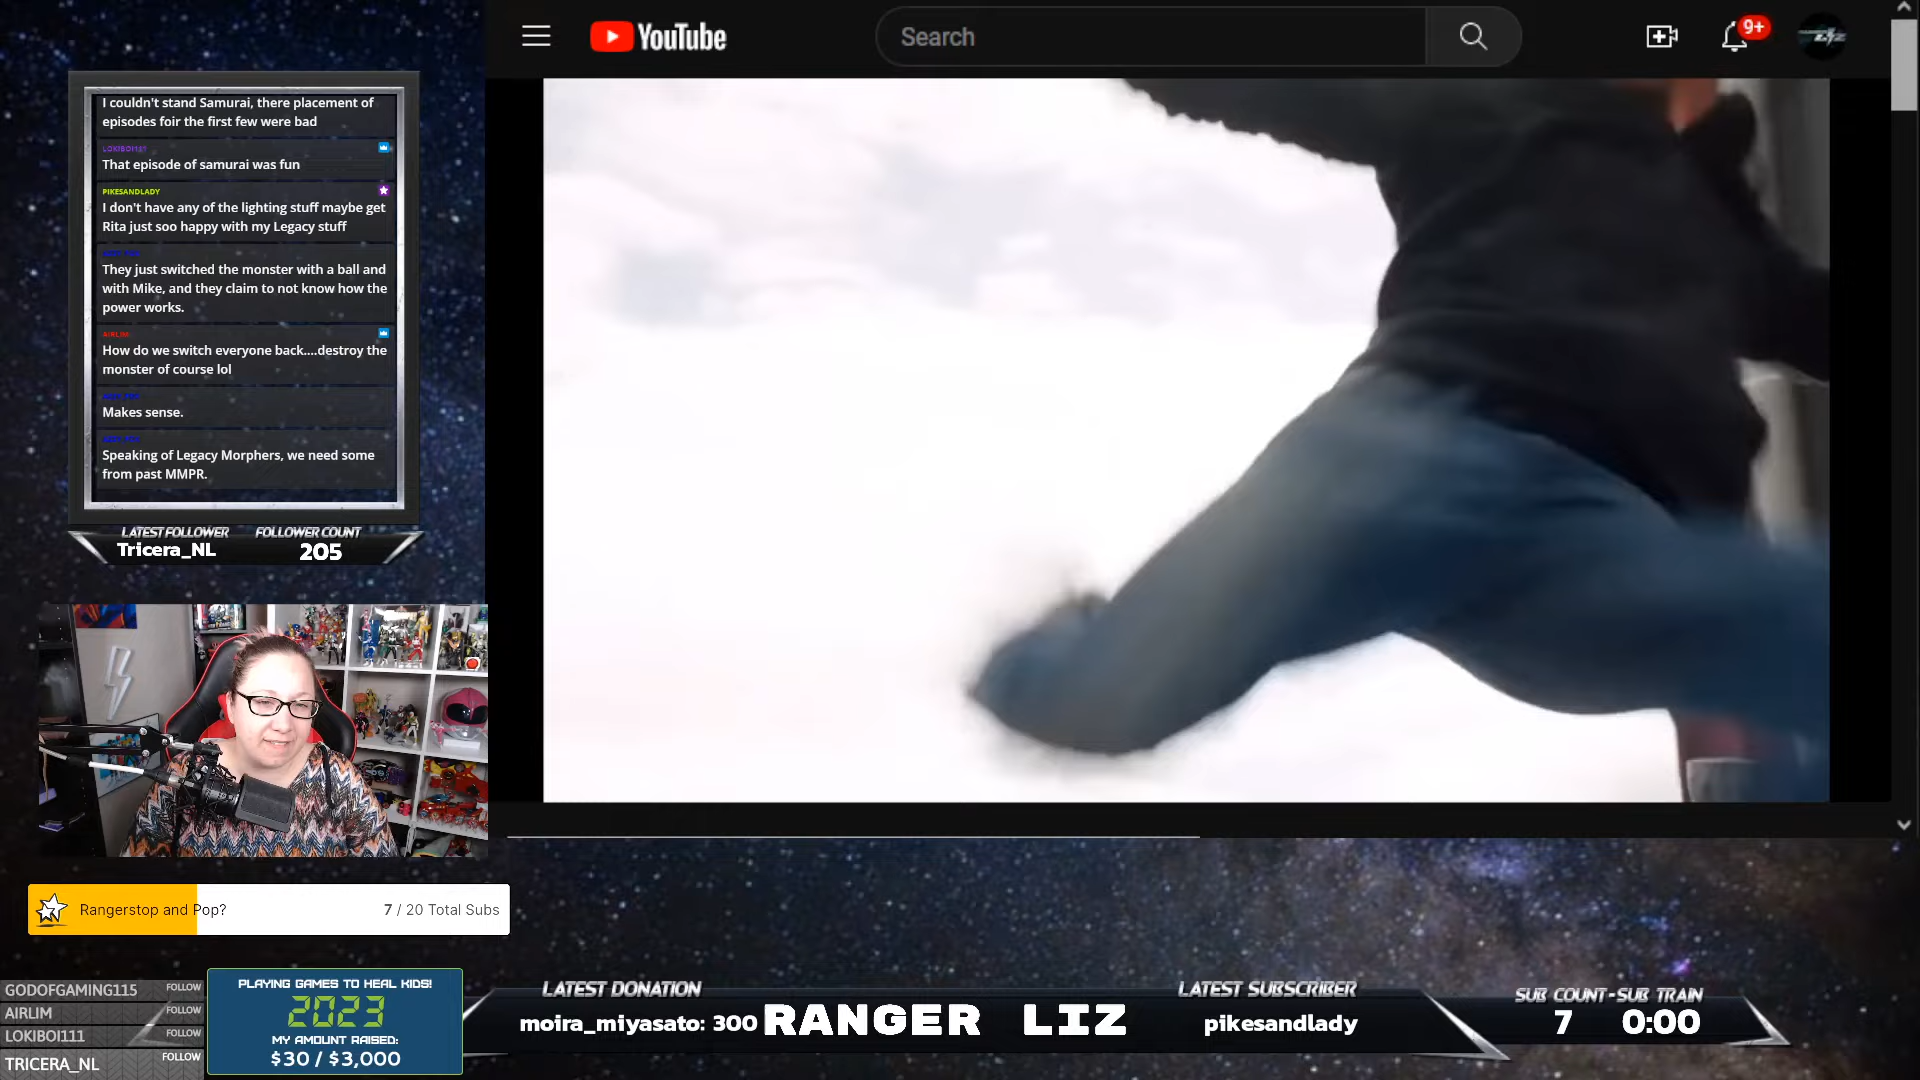 YouTube
Search
9+
I couldn't stand Samurai, there placement of
episodes foir the first few were bad
LOKIBOI111
That episode of samurai was fun
PIKESANDLADY
I don't have any of the lighting stuff maybe get
Rita just soo happy with my Legacy stuff
They just switched the monster with a ball and
with Mike, and they claim to not know how the
power works.
AIRLIM
How do we switch everyone back....destroy the
monster of course lol
Makes sense.
Speaking of Legacy Morphers, we need some
from past MMPR.
LATEST FOLLOWER
FOLLOWER COUNT
Tricera_NL
205
Rangerstop and Pop?
7 / 20 Total Subs
GODOFGAMING115 FOLLOW
AIRLIM FOLLOW
LOKIBOI111 FOLLOW
TRICERA_NL FOLLOW
PLAYING GAMES TO HEAL KIDS!
2023
MY AMOUNT RAISED:
$30 / $3,000
LATEST DONATION
moira_miyasato: 300
RANGER LIZ
LATEST SUBSCRIBER
pikesandlady
SUB COUNT-SUB TRAIN
7 0:00